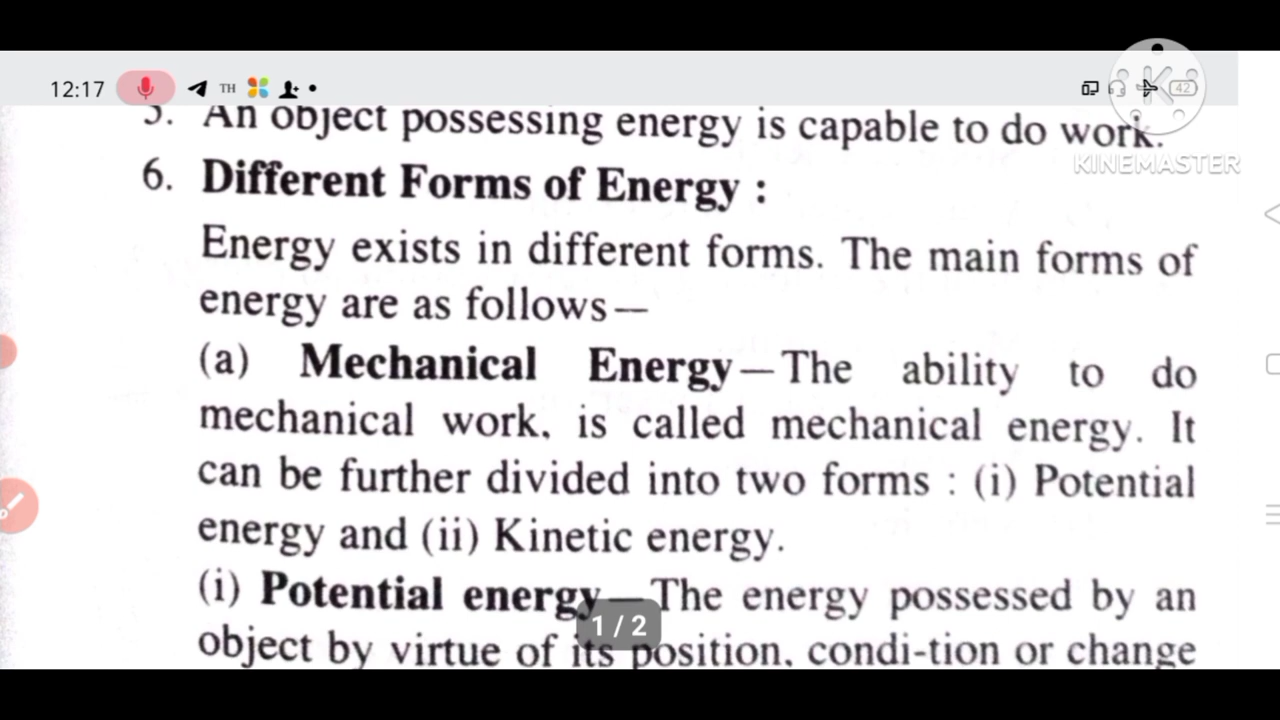 12:17 TH 42
KINEMASTER
5. An object possessing energy is capable to do work.
6. Different Forms of Energy :
Energy exists in different forms. The main forms of
energy are as follows—
(a) Mechanical Energy—The ability to do
mechanical work, is called mechanical energy. It
can be further divided into two forms : (i) Potential
energy and (ii) Kinetic energy.
(i) Potential energy—The energy possessed by an
1 / 2
object by virtue of its position, condi-tion or change